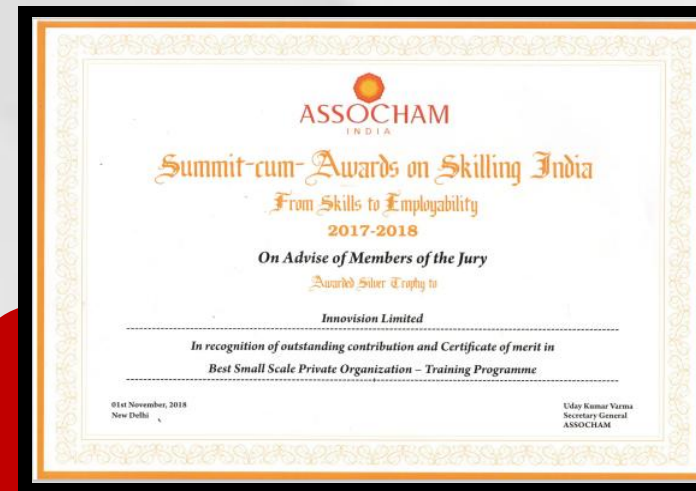 ASSOCHAM
INDIA
Summit-cum- Awards on Skilling India
From Skills to Employability
2017-2018
On Advise of Members of the Jury
Awarded Silver Trophy to
Innovision Limited
In recognition of outstanding contribution and Certificate of merit in
Best Small Scale Private Organization – Training Programme
01st November, 2018
New Delhi
Uday Kumar Varma
Secretary General
ASSOCHAM